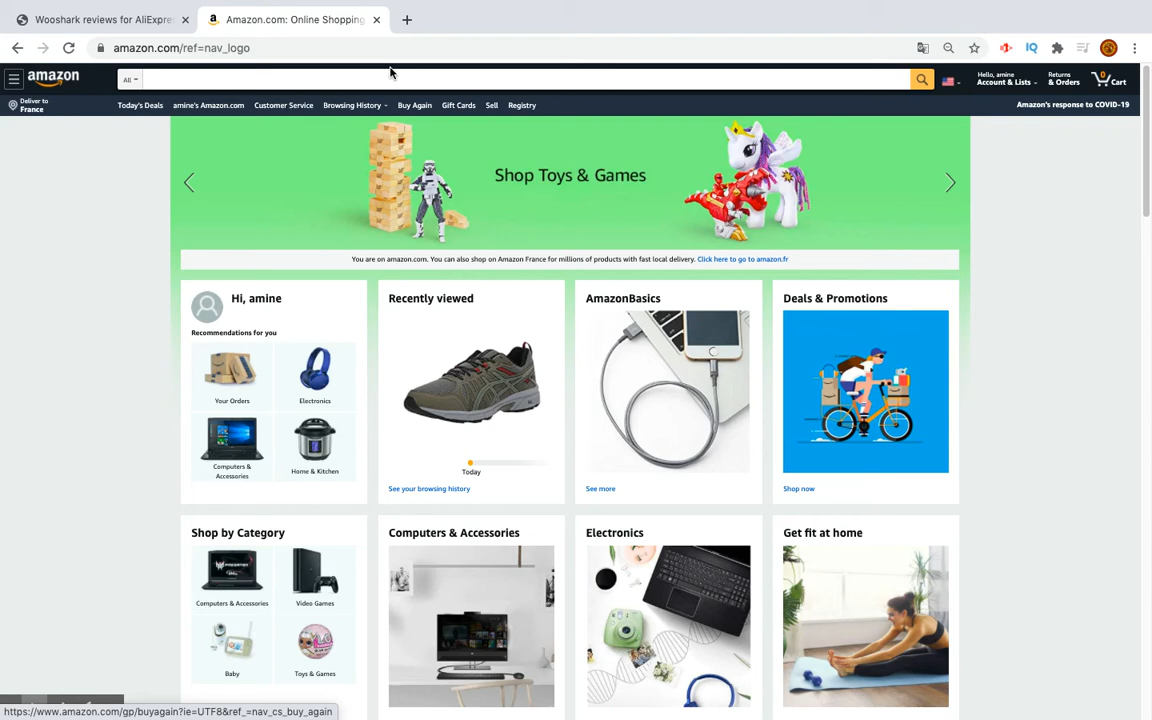 Wooshark reviews for AliExpre
Amazon.com: Online Shopping
amazon.com/ref=nav_logo
IQ
amazon
All
Hello, amine
Account & Lists
Returns
& Orders
0
Cart
Deliver to
France
Today's Deals
amine's Amazon.com
Customer Service
Browsing History
Buy Again
Gift Cards
Sell
Registry
Amazon's response to COVID-19
Shop Toys & Games
You are on amazon.com. You can also shop on Amazon France for millions of products with fast local delivery. Click here to go to amazon.fr
Hi, amine
Recommendations for you
Your Orders
Electronics
Computers &
Accessories
Home & Kitchen
Recently viewed
Today
See your browsing history
AmazonBasics
See more
Deals & Promotions
Shop now
Shop by Category
Computers & Accessories
Video Games
Baby
Toys & Games
Computers & Accessories
Electronics
Get fit at home
https://www.amazon.com/gp/buyagain?ie=UTF8&ref_=nav_cs_buy_again